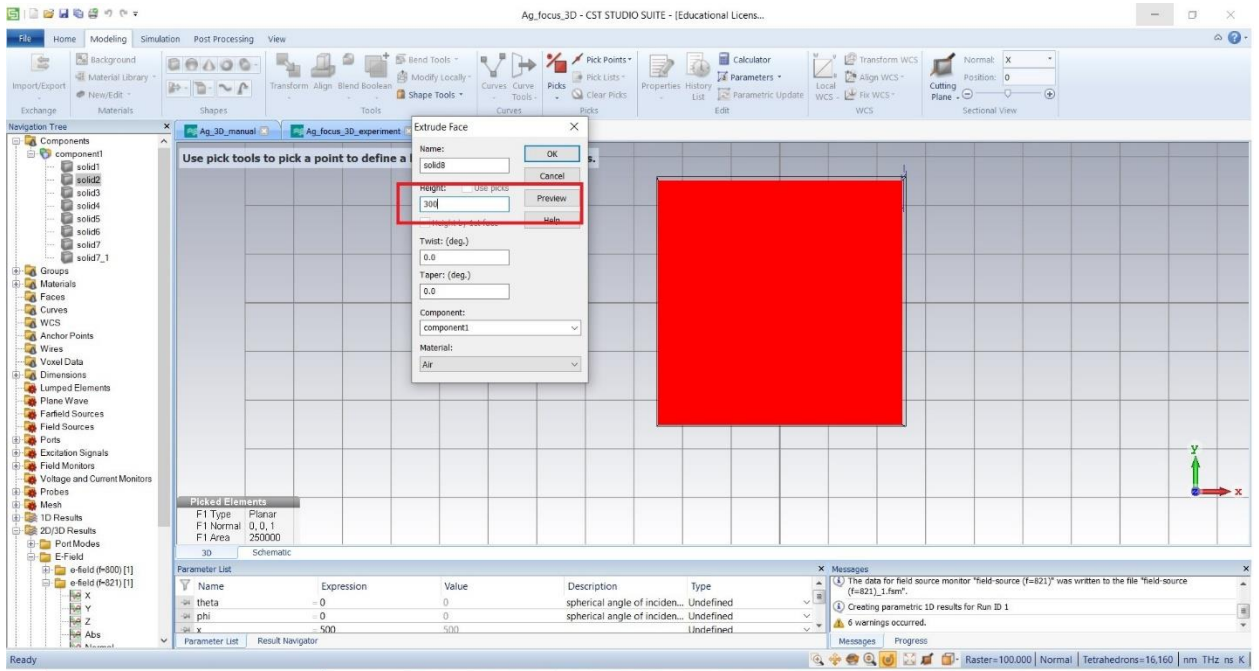 Ag_focus_3D - CST STUDIO SUITE - [Educational Licens...
File Home Modeling Simulation Post Processing View
Import/Export
Exchange
Background
Material Library
New/Edit
Materials
Shapes
Transform Align Blend Boolean
Bend Tools
Modify Locally
Shape Tools
Tools
Curves Curve Tools
Curves
Picks
Pick Points
Pick Lists
Clear Picks
Picks
Properties History List
Calculator
Parameters
Parametric Update
Edit
Local WCS
Transform WCS
Align WCS
Fix WCS
WCS
Cutting Plane
Normal: X
Position: 0
Sectional View
Navigation Tree
Components
component1
solid1
solid2
solid3
solid4
solid5
solid6
solid7
solid7_1
Groups
Materials
Faces
Curves
WCS
Anchor Points
Wires
Voxel Data
Dimensions
Lumped Elements
Plane Wave
Farfield Sources
Field Sources
Ports
Excitation Signals
Field Monitors
Voltage and Current Monitors
Probes
Mesh
1D Results
2D/3D Results
Port Modes
E-Field
e-field (f=800) [1]
e-field (f=821) [1]
X
Y
Z
Abs
Normal
Ag_3D_manual
Ag_focus_3D_experiment
Use pick tools to pick a point to define a
s.
Extrude Face
Name:
solid8
OK
Cancel
Height:
Use picks
300
Preview
Height by 1st face
Help
Twist: (deg.)
0.0
Taper: (deg.)
0.0
Component:
component1
Material:
Air
y
x
Picked Elements
F1 Type Planar
F1 Normal 0, 0, 1
F1 Area 250000
3D Schematic
Parameter List
Name Expression Value Description Type
theta = 0 0 spherical angle of inciden... Undefined
phi = 0 0 spherical angle of inciden... Undefined
x = 500 500 Undefined
Parameter List Result Navigator
Messages
The data for field source monitor "field-source (f=821)" was written to the file "field-source
(f=821)_1.fsm".
Creating parametric 1D results for Run ID 1
6 warnings occurred.
Messages Progress
Ready
Raster=100.000 Normal Tetrahedrons=16,160 nm THz ns K